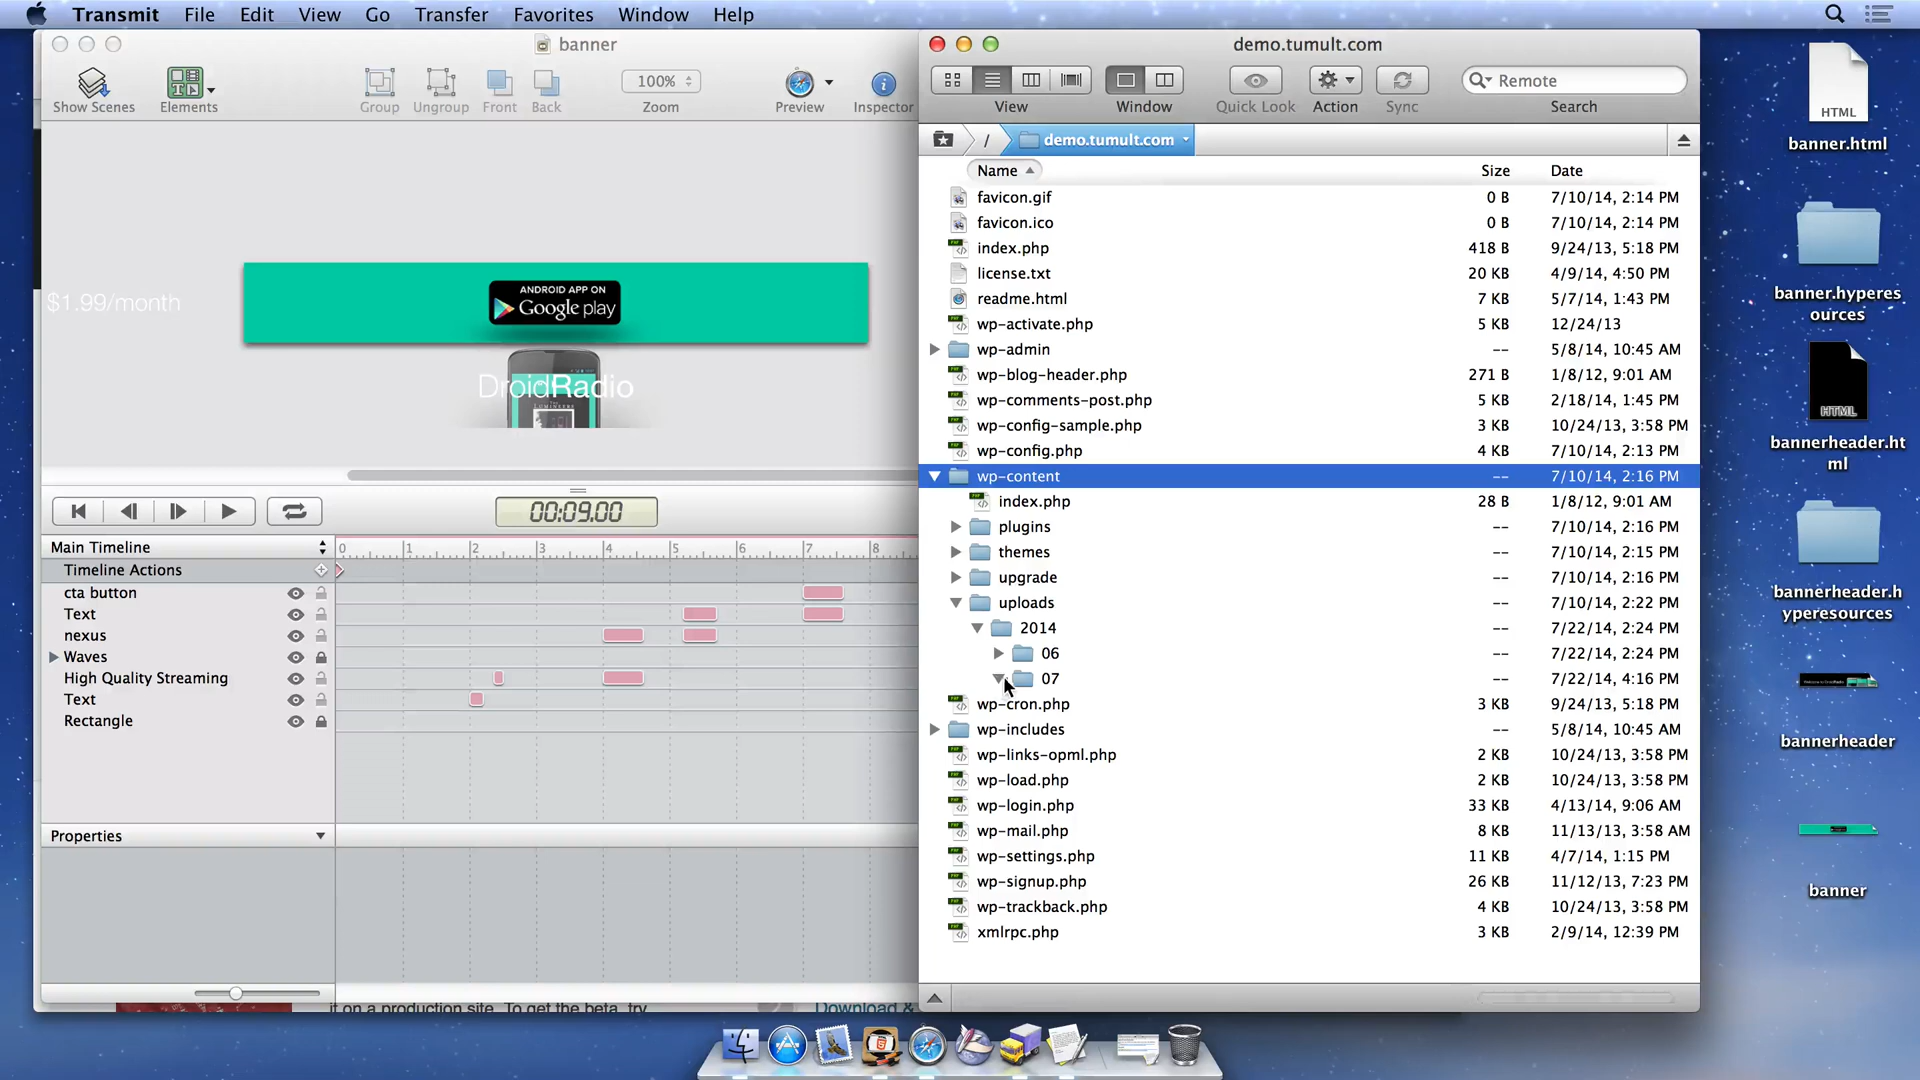 Transmit File Edit View Go Transfer Favorites Window Help
banner
Show Scenes
Elements
Group
Ungroup
Front
Back
100%
Zoom
Preview
Inspector
$1.99/month
ANDROID APP ON
Google play
DroidRadio
00:09.00
Main Timeline
0 1 2 3 4 5 6 7 8
Timeline Actions
cta button
Text
nexus
Waves
High Quality Streaming
Text
Rectangle
Properties
it on a production site. To get the beta, try
Download &
demo.tumult.com
View
Window
Quick Look
Action
Sync
Remote
Search
/ demo.tumult.com
Name Size Date
favicon.gif 0 B 7/10/14, 2:14 PM
favicon.ico 0 B 7/10/14, 2:14 PM
index.php 418 B 9/24/13, 5:18 PM
license.txt 20 KB 4/9/14, 4:50 PM
readme.html 7 KB 5/7/14, 1:43 PM
wp-activate.php 5 KB 12/24/13
wp-admin -- 5/8/14, 10:45 AM
wp-blog-header.php 271 B 1/8/12, 9:01 AM
wp-comments-post.php 5 KB 2/18/14, 1:45 PM
wp-config-sample.php 3 KB 10/24/13, 3:58 PM
wp-config.php 4 KB 7/10/14, 2:13 PM
wp-content -- 7/10/14, 2:16 PM
index.php 28 B 1/8/12, 9:01 AM
plugins -- 7/10/14, 2:16 PM
themes -- 7/10/14, 2:15 PM
upgrade -- 7/10/14, 2:16 PM
uploads -- 7/10/14, 2:22 PM
2014 -- 7/22/14, 2:24 PM
06 -- 7/22/14, 2:24 PM
07 -- 7/22/14, 4:16 PM
wp-cron.php 3 KB 9/24/13, 5:18 PM
wp-includes -- 5/8/14, 10:45 AM
wp-links-opml.php 2 KB 10/24/13, 3:58 PM
wp-load.php 2 KB 10/24/13, 3:58 PM
wp-login.php 33 KB 4/13/14, 9:06 AM
wp-mail.php 8 KB 11/13/13, 3:58 AM
wp-settings.php 11 KB 4/7/14, 1:15 PM
wp-signup.php 26 KB 11/12/13, 7:23 PM
wp-trackback.php 4 KB 10/24/13, 3:58 PM
xmlrpc.php 3 KB 2/9/14, 12:39 PM
HTML
banner.html
banner.hyperes
ources
HTML
bannerheader.ht
ml
bannerheader.h
yperesources
bannerheader
banner